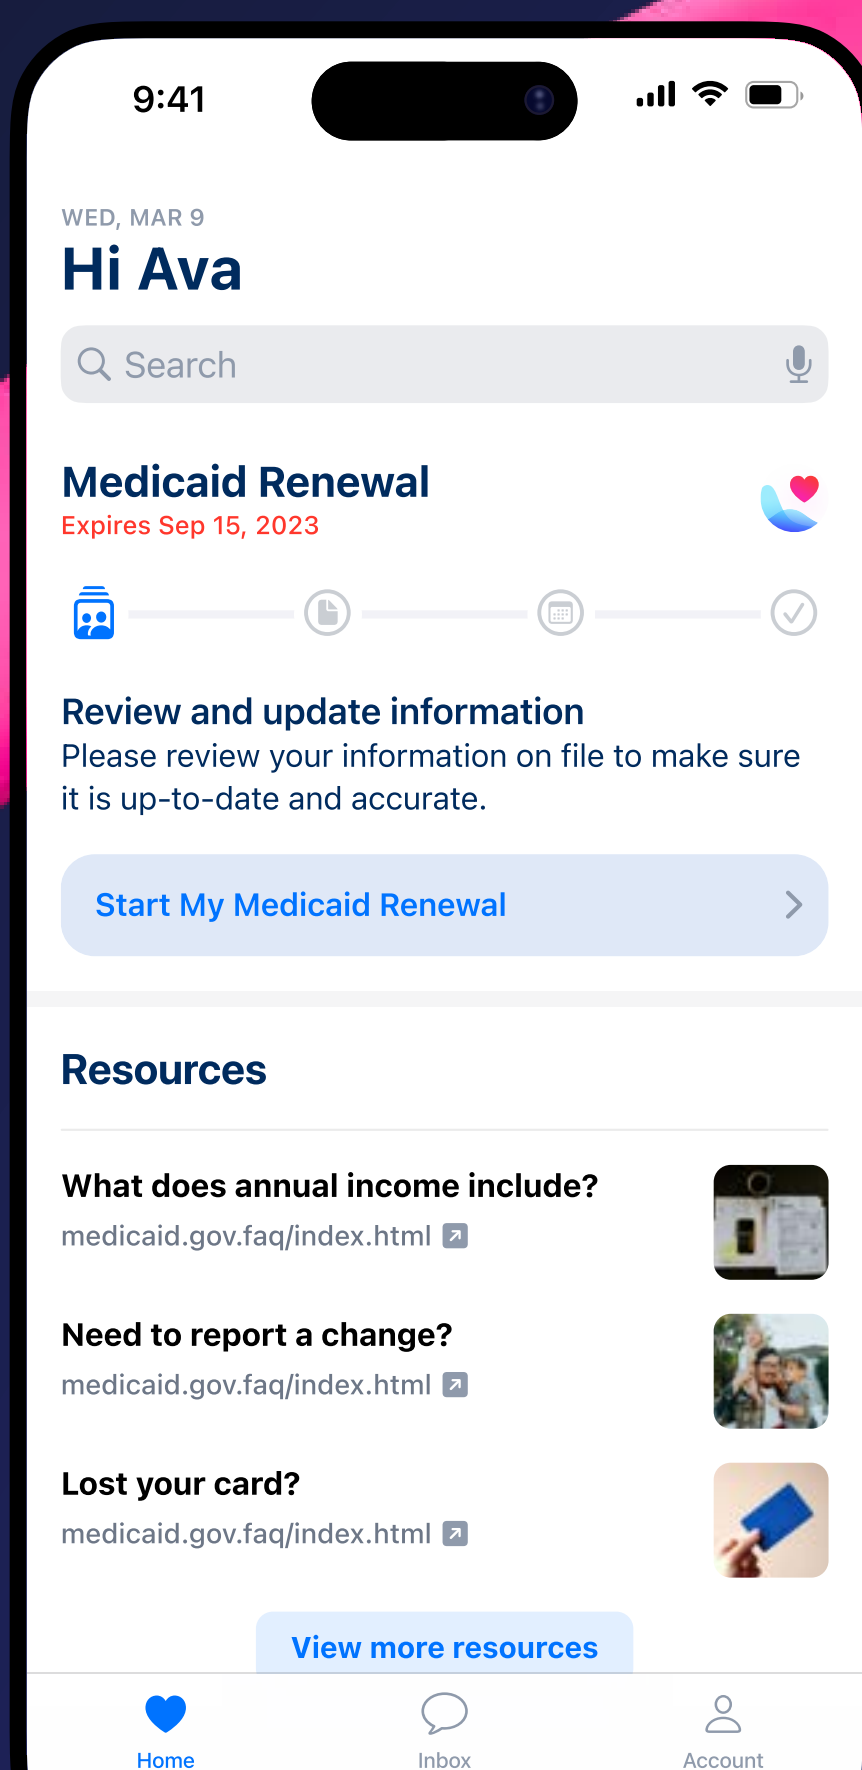 9:41
WED, MAR 9
Hi Ava
Search
Medicaid Renewal
Expires Sep 15, 2023
Review and update information
Please review your information on file to make sure
it is up-to-date and accurate.
Start My Medicaid Renewal
Resources
What does annual income include?
medicaid.gov.faq/index.html
Need to report a change?
medicaid.gov.faq/index.html
Lost your card?
medicaid.gov.faq/index.html
View more resources
Home
Inbox
Account